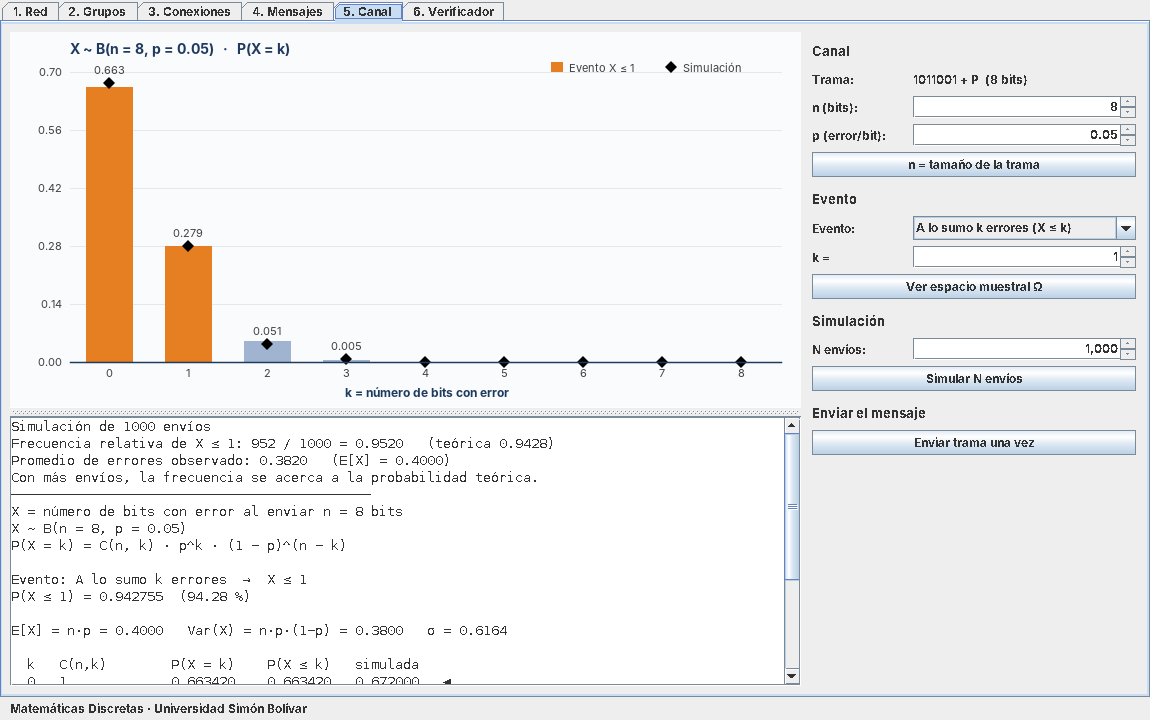 1. Red
2. Grupos
3. Conexiones
4. Mensajes
5. Canal
6. Verificador
X ~ B(n = 8, p = 0.05)  ·  P(X = k)
Evento X ≤ 1
Simulación
0.70
0.56
0.42
0.28
0.14
0.00
0.663
0.279
0.051
0.005
0 1 2 3 4 5 6 7 8
k = número de bits con error
Simulación de 1000 envíos
Frecuencia relativa de X ≤ 1: 952 / 1000 = 0.9520   (teórica 0.9428)
Promedio de errores observado: 0.3820   (E[X] = 0.4000)
Con más envíos, la frecuencia se acerca a la probabilidad teórica.
X = número de bits con error al enviar n = 8 bits
X ~ B(n = 8, p = 0.05)
P(X = k) = C(n, k) · p^k · (1 − p)^(n − k)
Evento: A lo sumo k errores  →  X ≤ 1
P(X ≤ 1) = 0.942755  (94.28 %)
E[X] = n·p = 0.4000   Var(X) = n·p·(1−p) = 0.3800   σ = 0.6164
k   C(n,k)        P(X = k)    P(X ≤ k)   simulada
0   1             0.663420    0.663420   0.672000   ◄
Canal
Trama: 1011001 + P  (8 bits)
n (bits): 8
p (error/bit): 0.05
n = tamaño de la trama
Evento
Evento: A lo sumo k errores (X ≤ k)
k = 1
Ver espacio muestral Ω
Simulación
N envíos: 1,000
Simular N envíos
Enviar el mensaje
Enviar trama una vez
Matemáticas Discretas · Universidad Simón Bolívar